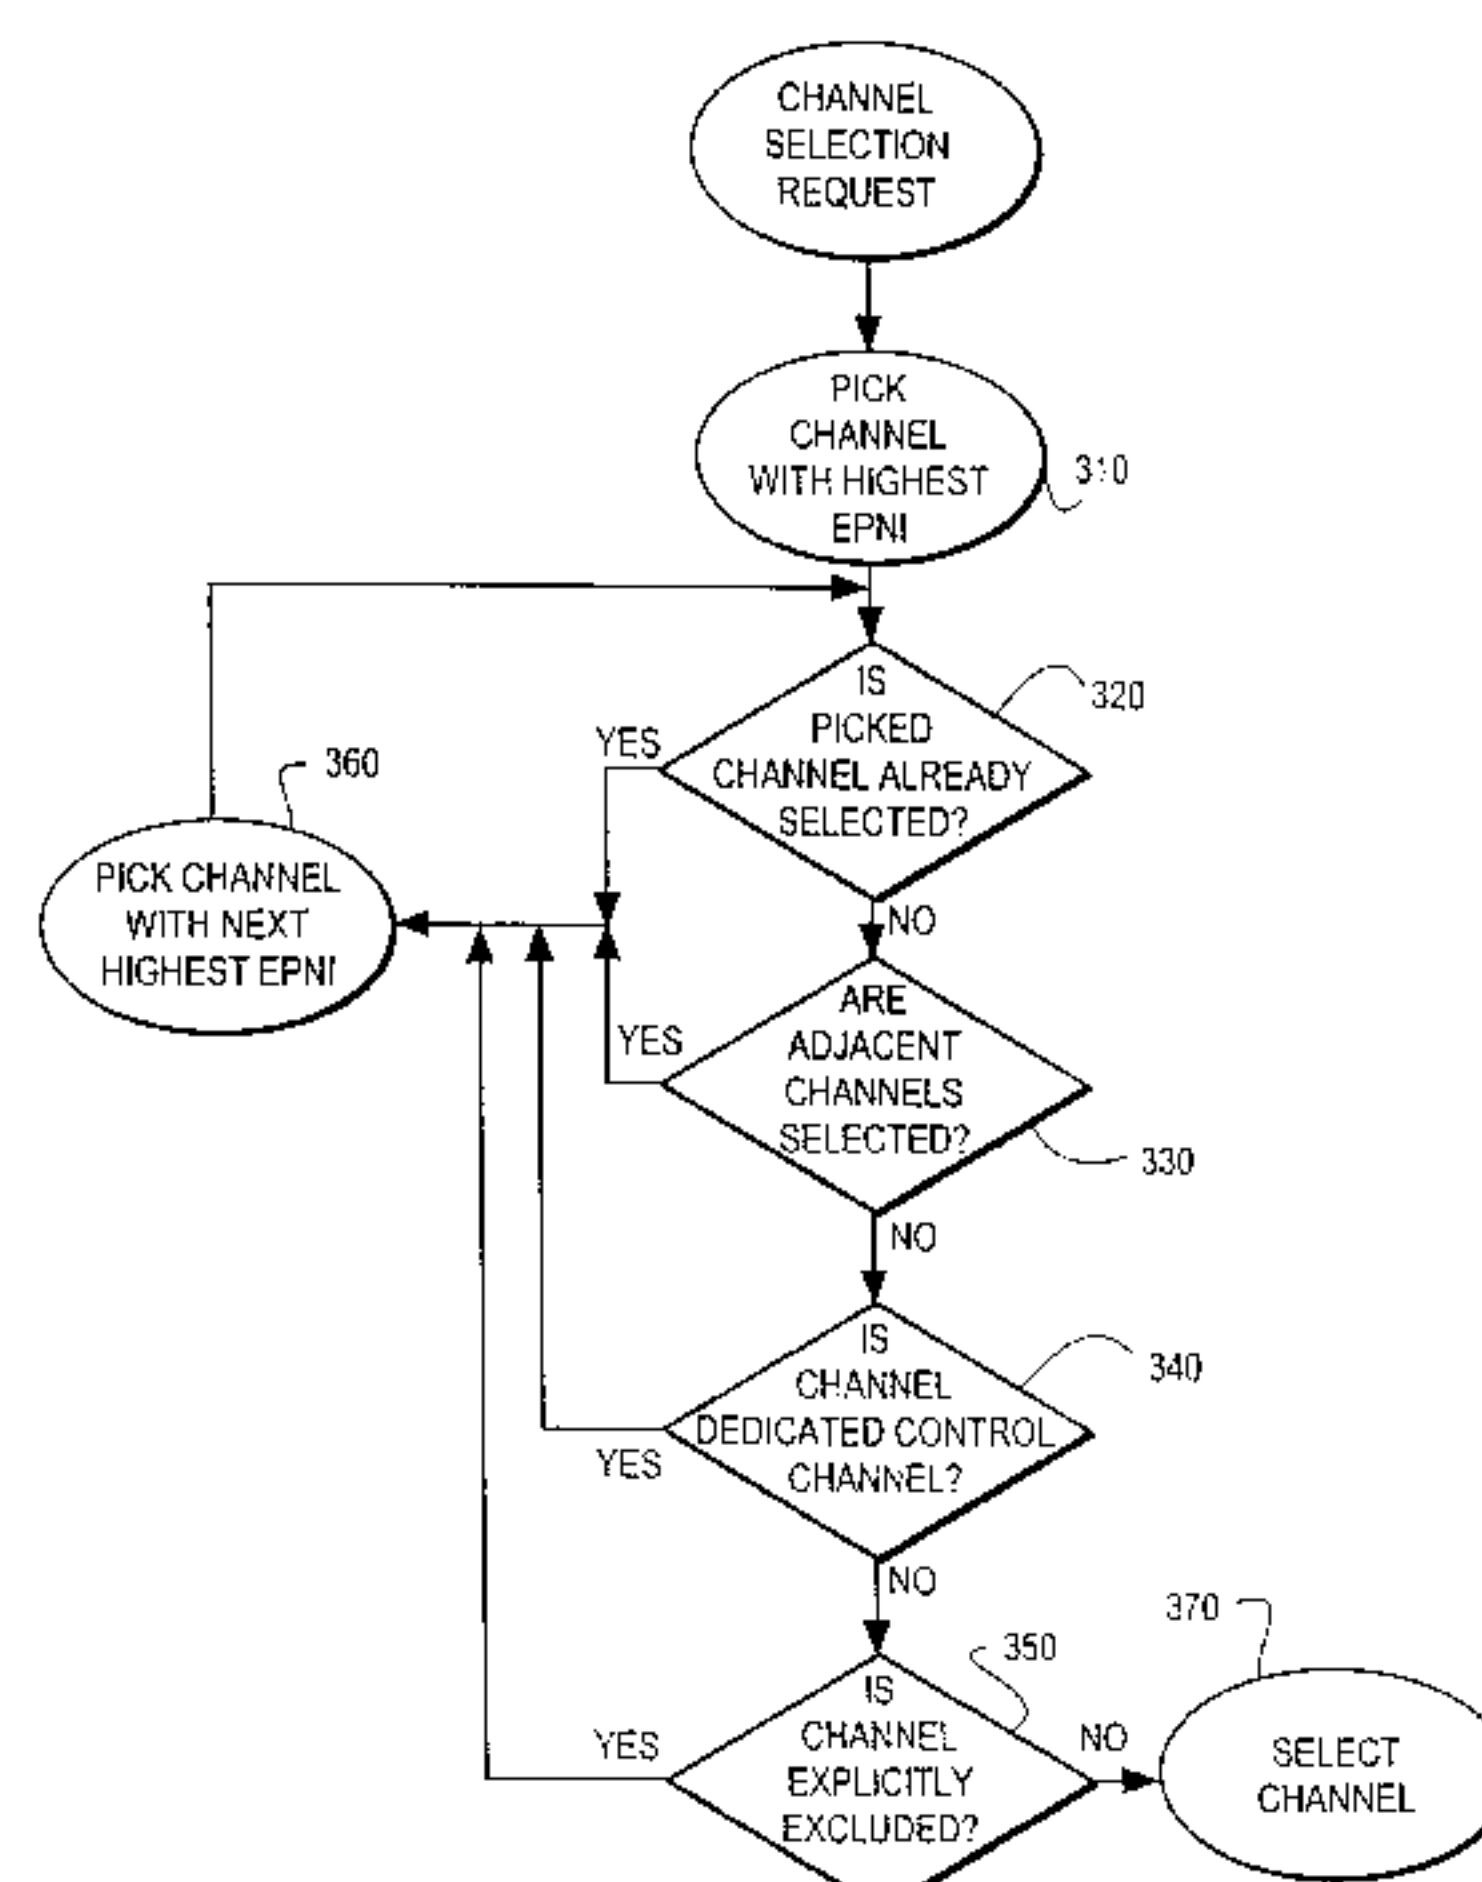 CHANNEL
SELECTION
REQUEST
PICK
CHANNEL
WITH HIGHEST
EPNI
310
IS
PICKED
CHANNEL ALREADY
SELECTED?
320
YES
NO
360
PICK CHANNEL
WITH NEXT
HIGHEST EPNI
ARE
ADJACENT
CHANNELS
SELECTED?
YES
330
NO
IS
CHANNEL
DEDICATED CONTROL
CHANNEL?
340
YES
NO
350
IS
CHANNEL
EXPLICITLY
EXCLUDED?
YES
NO
370
SELECT
CHANNEL